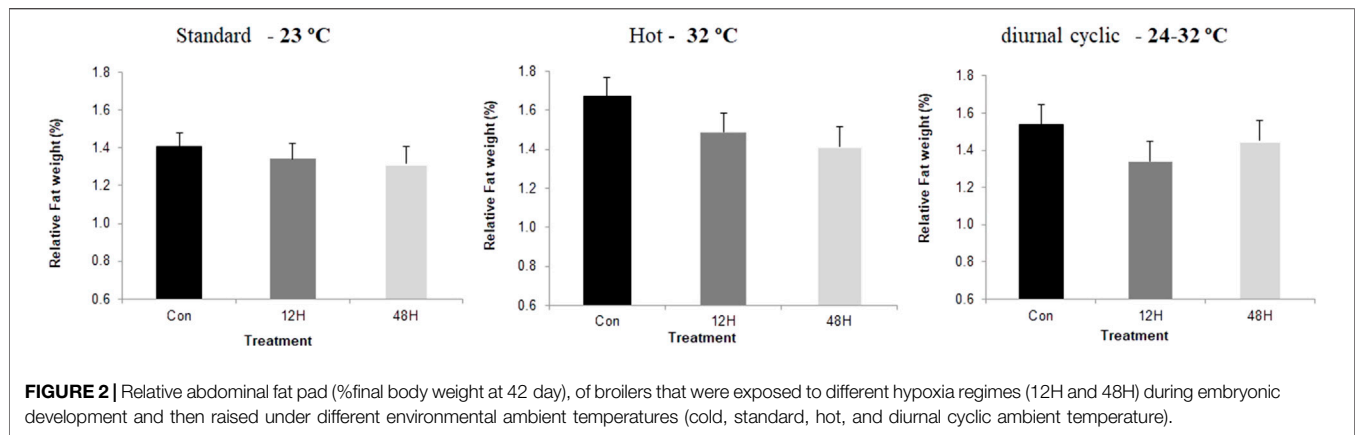 Standard - 23 ºC
1.8
1.6
1.4
1.2
1.0
0.8
0.6
Relative Fat weight (%)
Con 12H 48H
Treatment
Hot - 32 ºC
1.8
1.6
1.4
1.2
1.0
0.8
0.6
Relative Fat weight (%)
Con 12H 48H
Treatment
diurnal cyclic - 24-32 ºC
1.8
1.6
1.4
1.2
1.0
0.8
0.6
Relative Fat weight (%)
Con 12H 48H
Treatment
FIGURE 2 | Relative abdominal fat pad (%final body weight at 42 day), of broilers that were exposed to different hypoxia regimes (12H and 48H) during embryonic
development and then raised under different environmental ambient temperatures (cold, standard, hot, and diurnal cyclic ambient temperature).